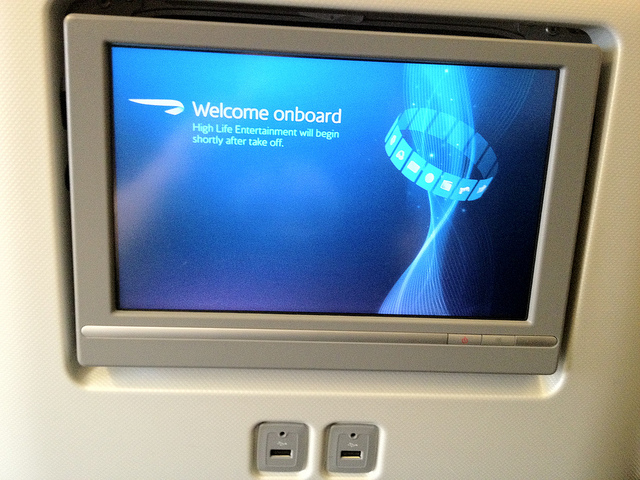 Welcome onboard
High Life Entertainment will begin
shortly after take off.